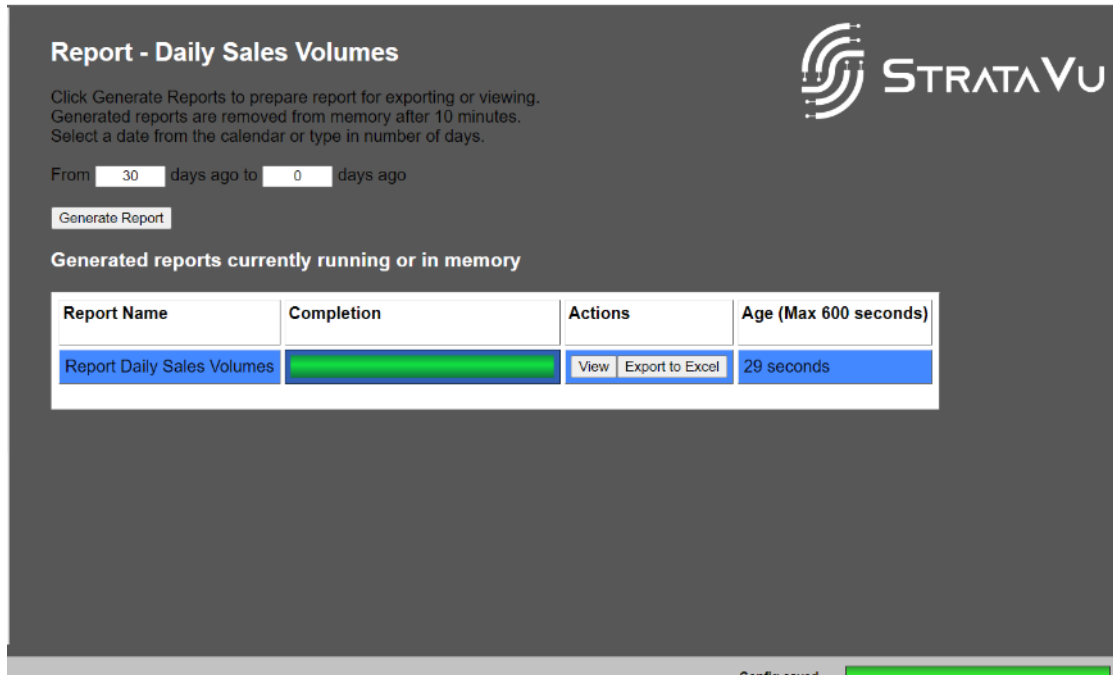 Report - Daily Sales Volumes
STRATAVU
Click Generate Reports to prepare report for exporting or viewing.
Generated reports are removed from memory after 10 minutes.
Select a date from the calendar or type in number of days.
From 30 days ago to 0 days ago
Generate Report
Generated reports currently running or in memory
Report Name Completion Actions Age (Max 600 seconds)
Report Daily Sales Volumes View Export to Excel 29 seconds
Config saved